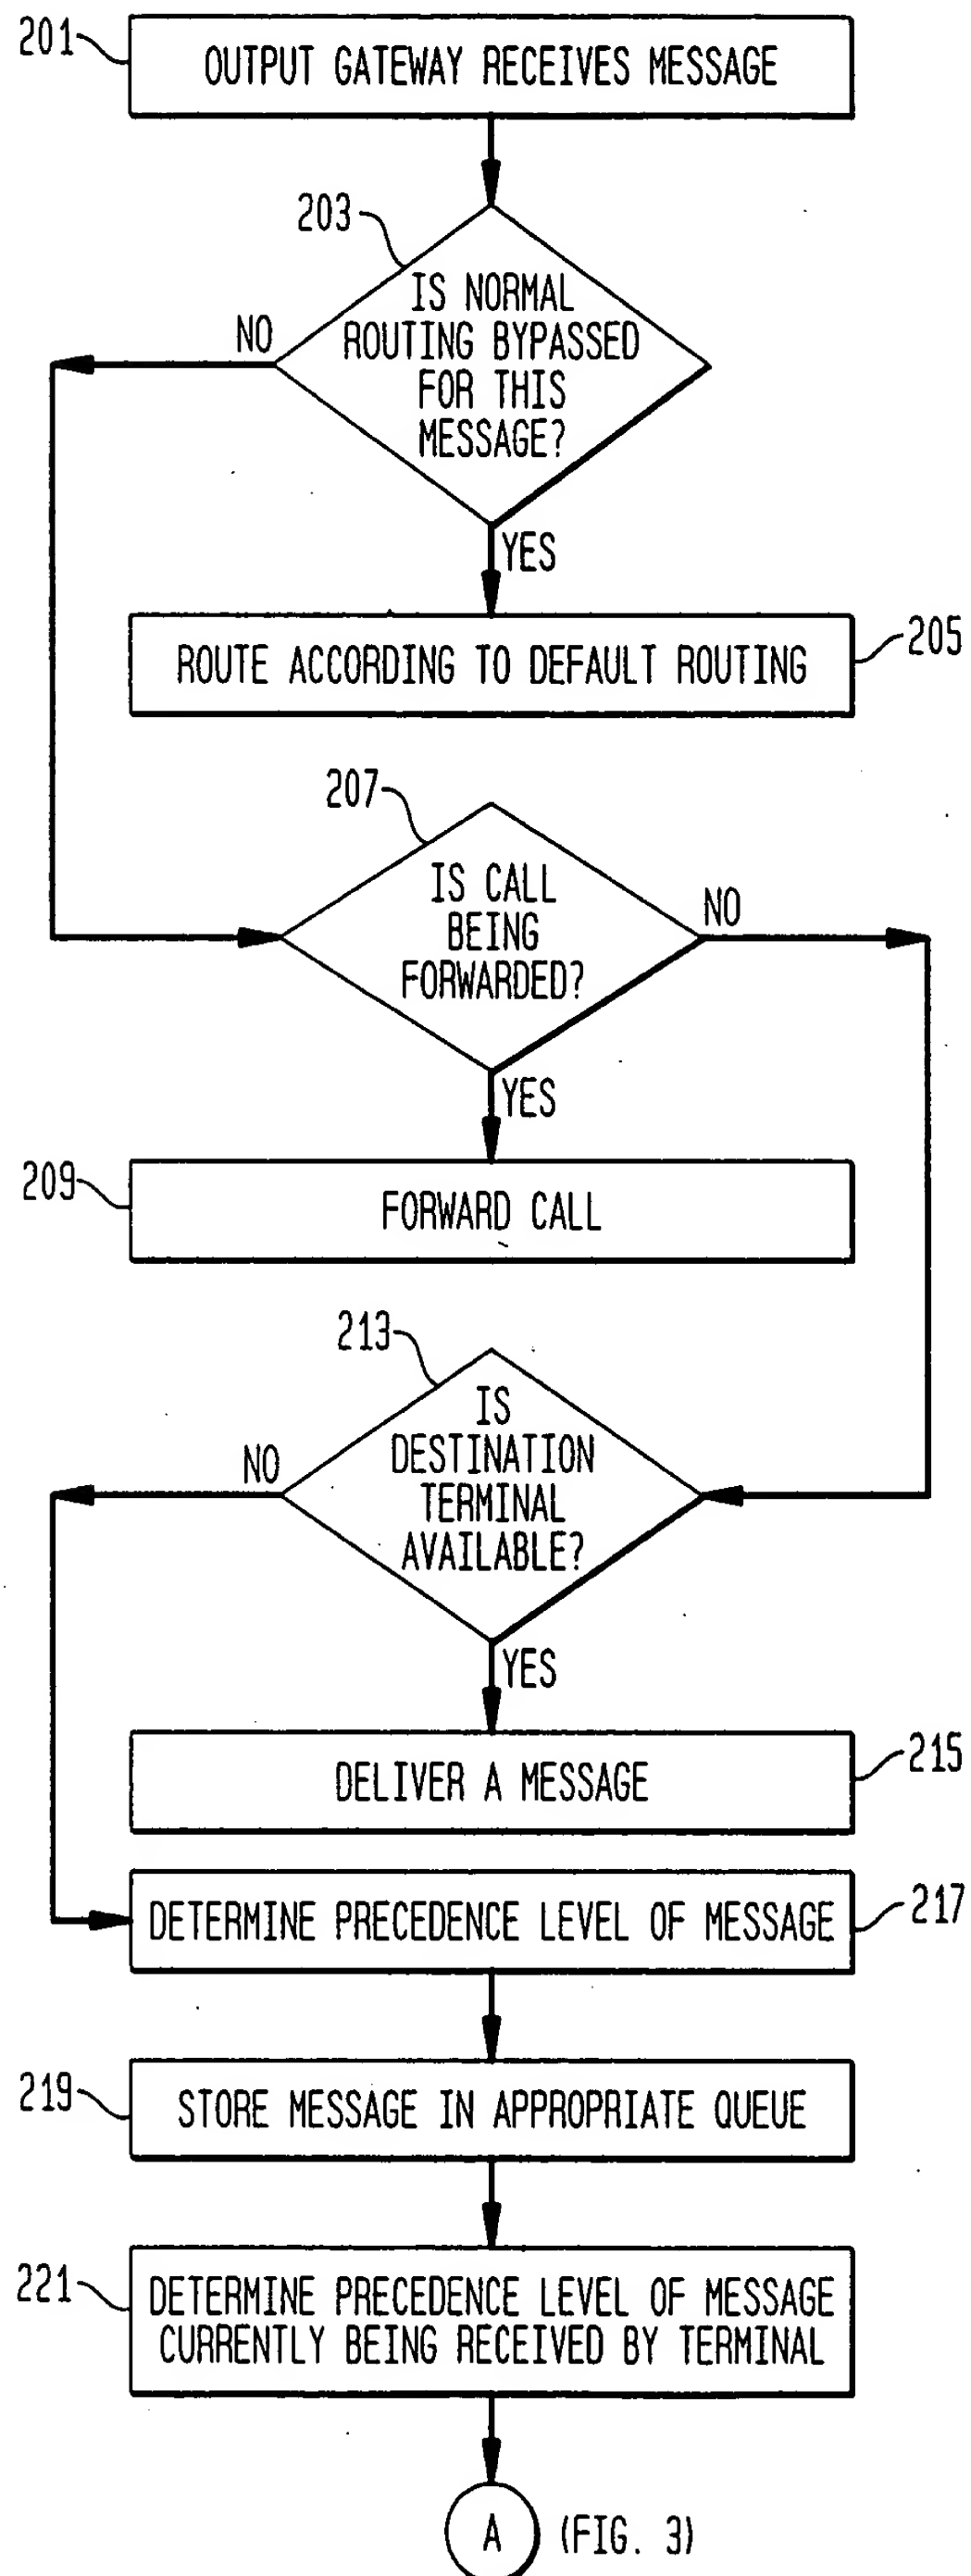 201
OUTPUT GATEWAY RECEIVES MESSAGE
203
IS NORMAL
ROUTING BYPASSED
FOR THIS
MESSAGE?
NO
YES
ROUTE ACCORDING TO DEFAULT ROUTING
205
207
IS CALL
BEING
FORWARDED?
NO
YES
209
FORWARD CALL
213
IS
DESTINATION
TERMINAL
AVAILABLE?
NO
YES
DELIVER A MESSAGE
215
DETERMINE PRECEDENCE LEVEL OF MESSAGE
217
219
STORE MESSAGE IN APPROPRIATE QUEUE
221
DETERMINE PRECEDENCE LEVEL OF MESSAGE
CURRENTLY BEING RECEIVED BY TERMINAL
A (FIG. 3)